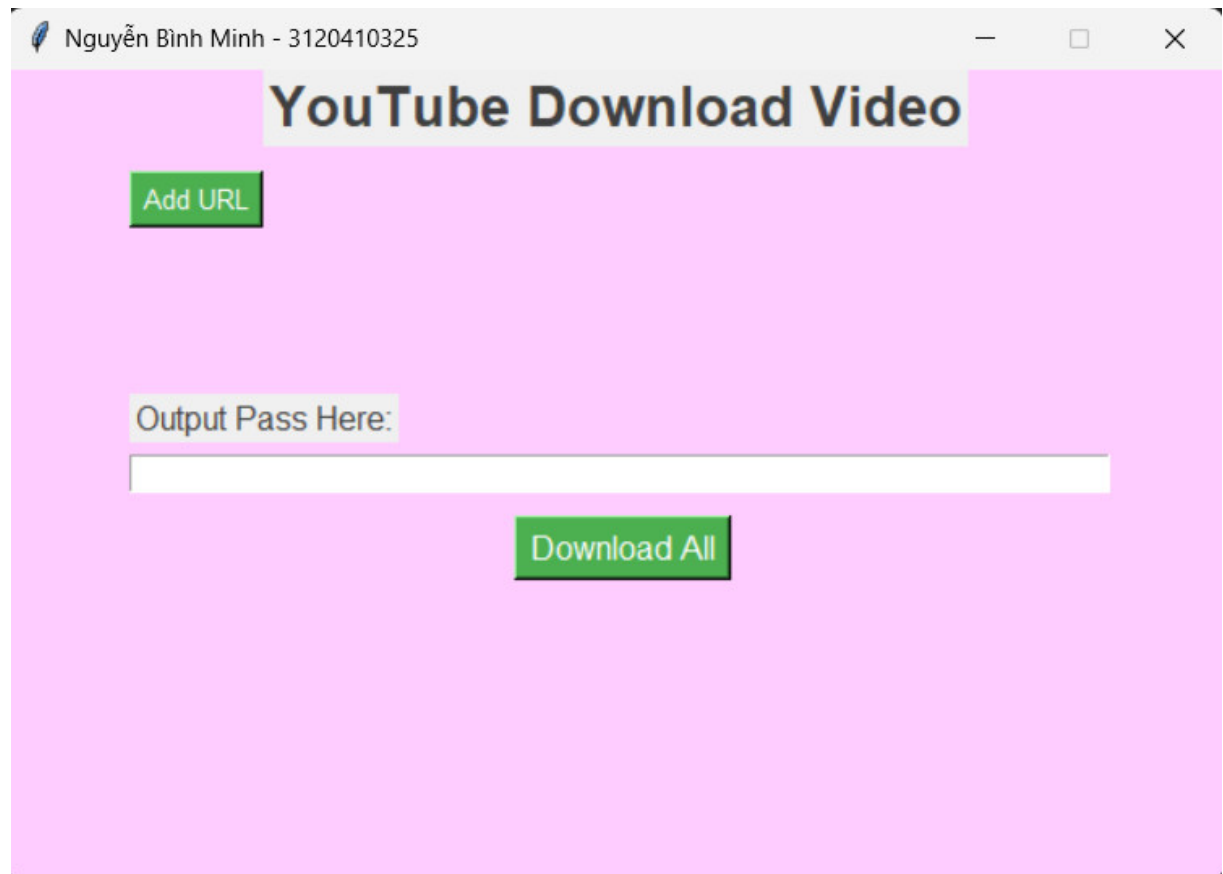 Nguyễn Bình Minh - 3120410325
YouTube Download Video
Add URL
Output Pass Here:
Download All